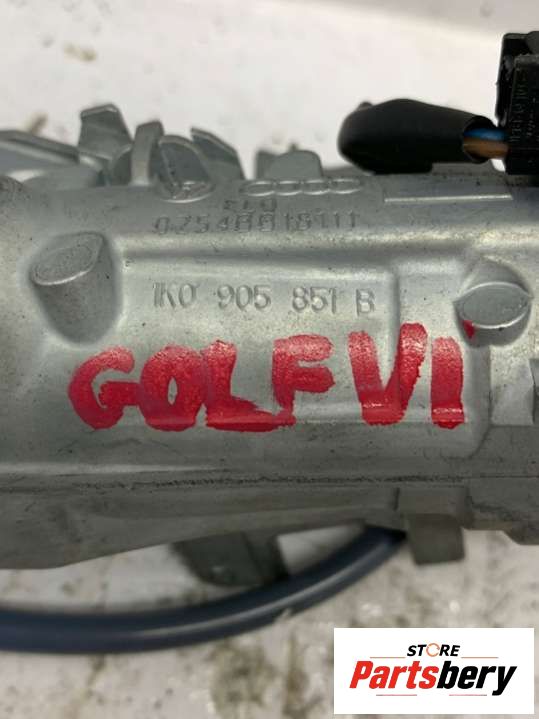 1K0 905 851 B
GOLF VI
STORE
Partsbery